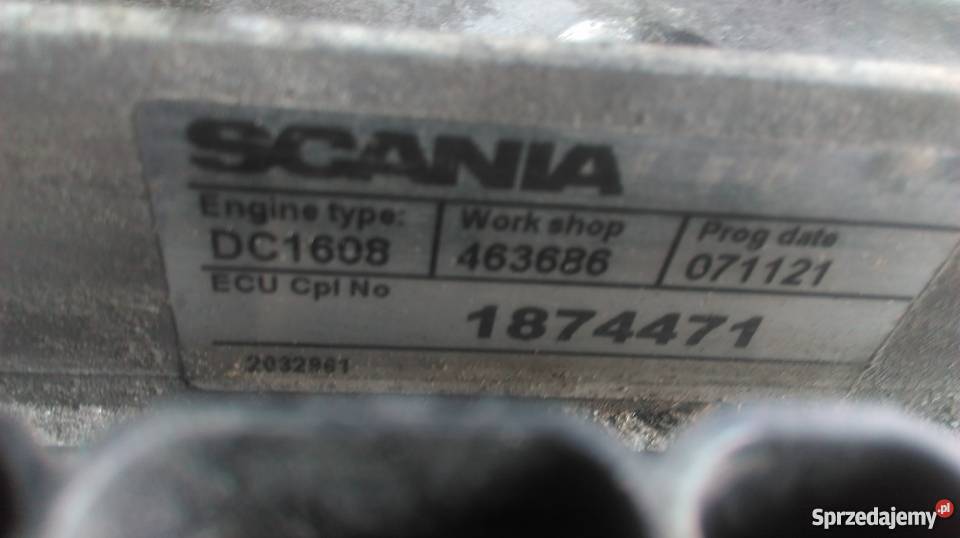 SCANIA
Engine type: Work shop Prog date
DC1608 463686 071121
ECU Cpl No
1874471
2032961
Sprzedajemy.pl